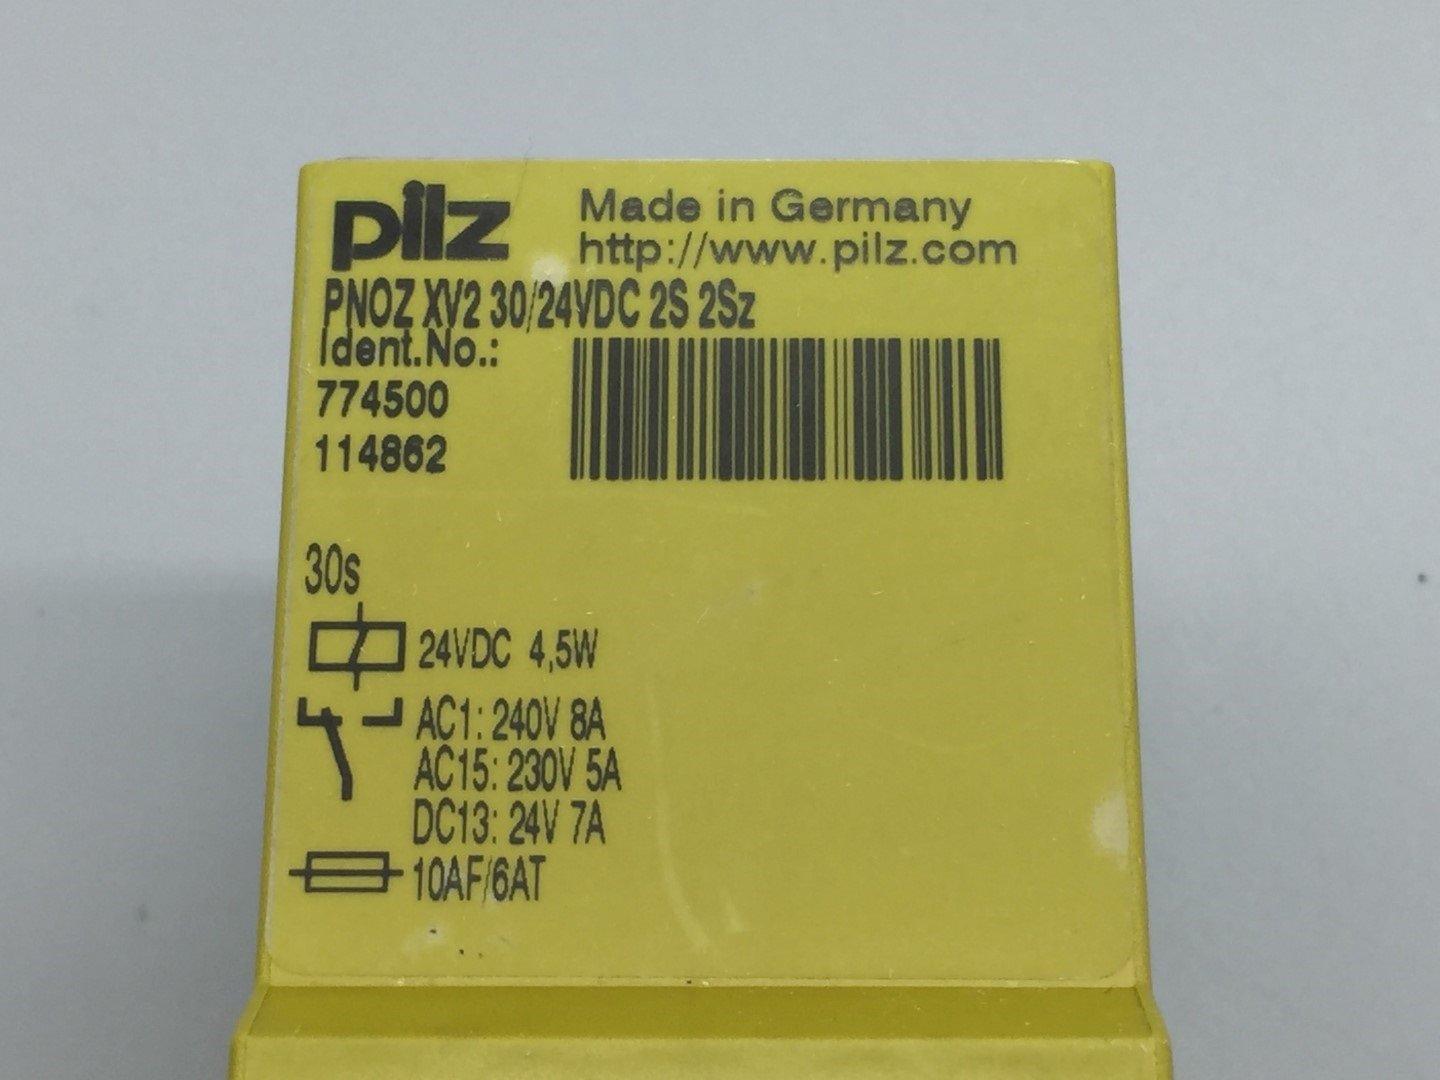 pilz
Made in Germany
http://www.pilz.com
PNOZ XV2 30/24VDC 2S 2Sz
Ident.No.:
774500
114862
30s
24VDC 4,5W
AC1: 240V 8A
AC15: 230V 5A
DC13: 24V 7A
10AF/6AT